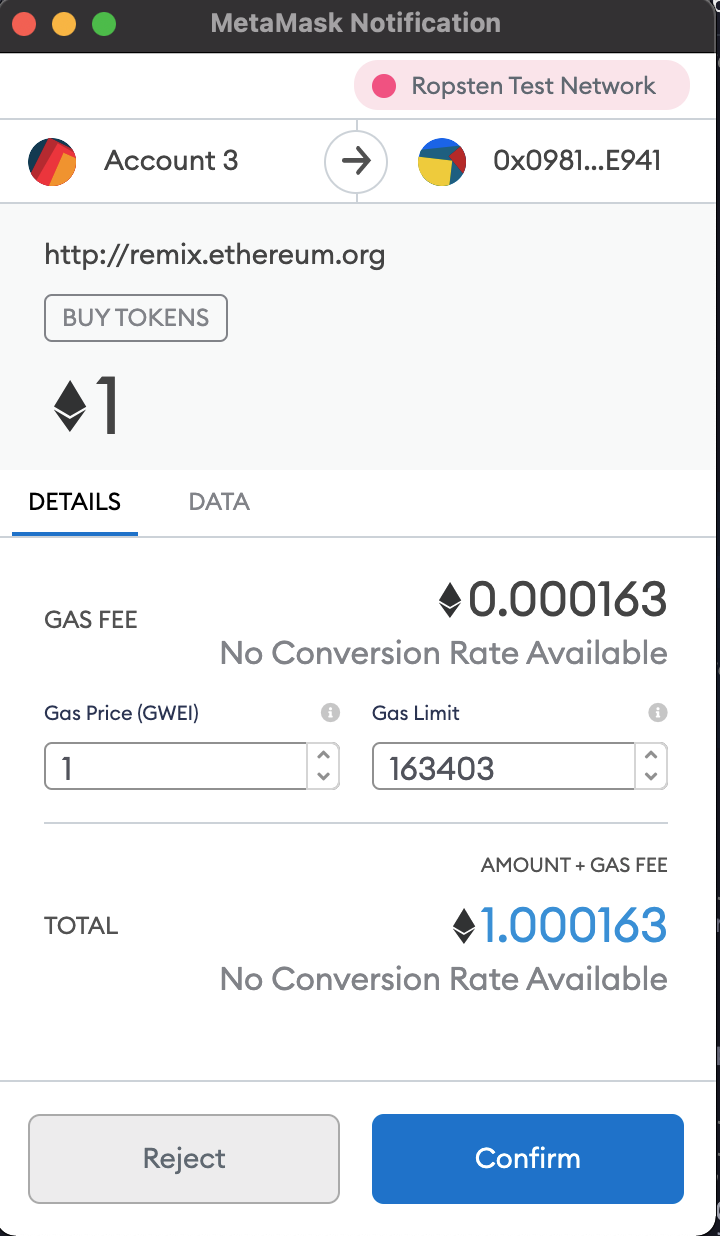 MetaMask Notification
Ropsten Test Network
Account 3
0x0981...E941
http://remix.ethereum.org
BUY TOKENS
1
DETAILS DATA
GAS FEE
0.000163
No Conversion Rate Available
Gas Price (GWEI) Gas Limit
1 163403
AMOUNT + GAS FEE
TOTAL
1.000163
No Conversion Rate Available
Reject Confirm